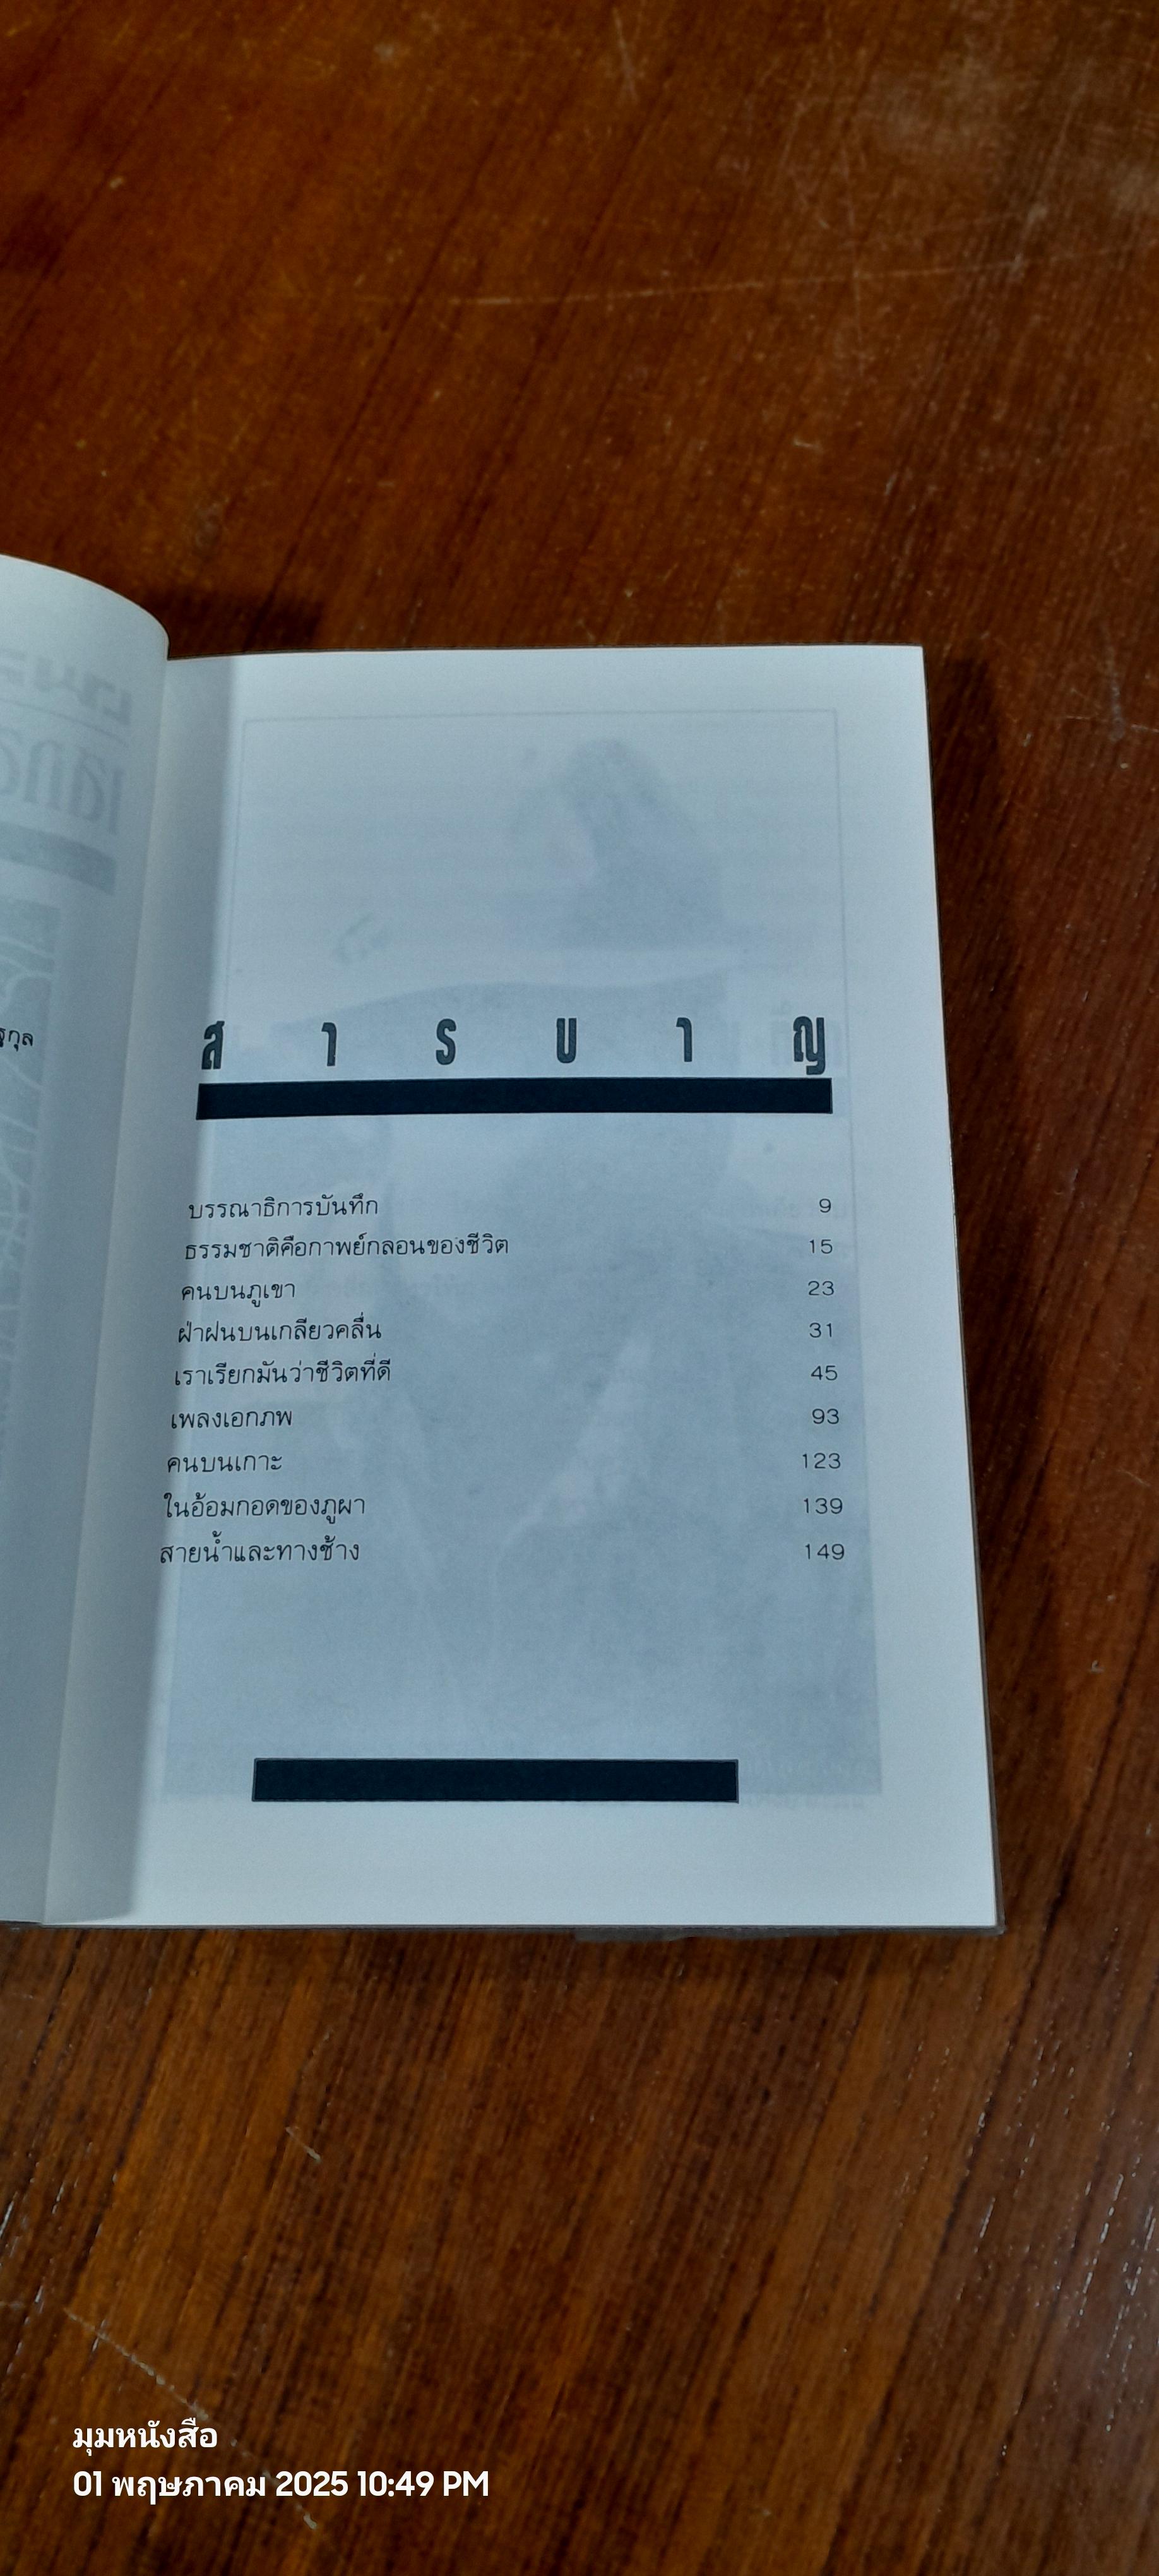 ส า ร บ า ญ
บรรณาธิการบันทึก 9
ธรรมชาติคือกาพย์กลอนของชีวิต 15
คนบนภูเขา 23
ฝ่าฝนบนเกลียวคลื่น 31
เราเรียกมันว่าชีวิตที่ดี 45
เพลงเอกภพ 93
คนบนเกาะ 123
ในอ้อมกอดของภูผา 139
สายน้ำและทางช้าง 149
มุมหนังสือ
01 พฤษภาคม 2025 10:49 PM